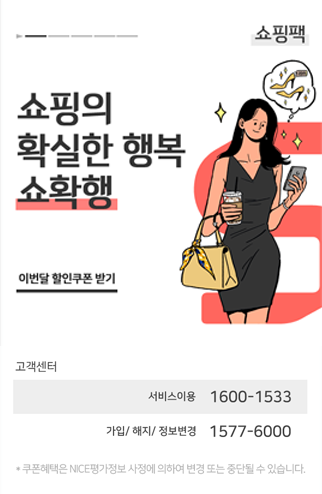 쇼핑팩
쇼핑의
확실한 행복
쇼확행
이번달 할인쿠폰 받기
고객센터
서비스이용 1600-1533
가입/ 해지/ 정보변경 1577-6000
* 쿠폰혜택은 NICE평가정보 사정에 의하여 변경 또는 중단될 수 있습니다.